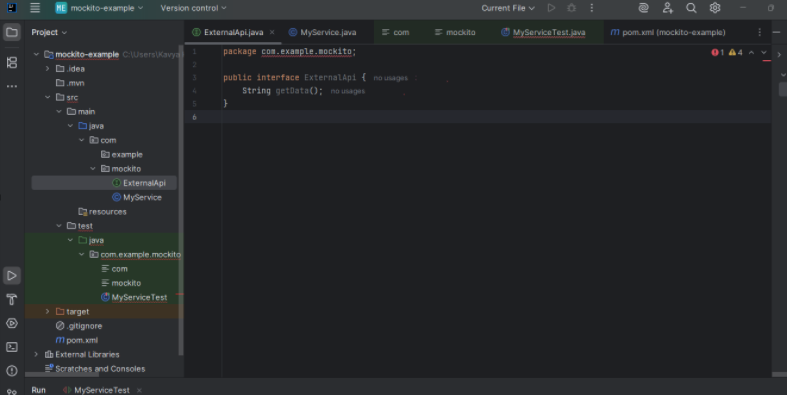 ME mockito-example Version control Current File
ExternalApi.java MyService.java com mockito MyServiceTest.java pom.xml (mockito-example)
Project
mockito-example C:\Users\Kavya
.idea
.mvn
src
main
java
com
example
mockito
ExternalApi
MyService
resources
test
java
com.example.mockito
com
mockito
MyServiceTest
target
.gitignore
pom.xml
External Libraries
Scratches and Consoles
1 package com.example.mockito; 1 4
2
3 public interface ExternalApi { no usages
4 String getData(); no usages
5 }
6
Run MyServiceTest